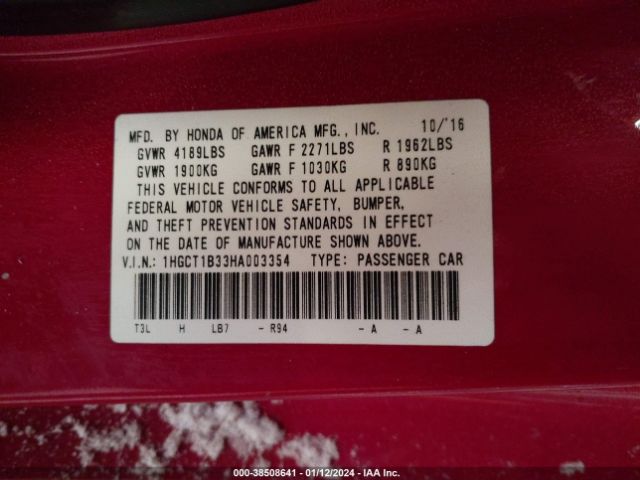 MFD. BY HONDA OF AMERICA MFG., INC. 10/'16
GVWR 4189LBS GAWR F 2271LBS R 1962LBS
GVWR 1900KG GAWR F 1030KG R 890KG
THIS VEHICLE CONFORMS TO ALL APPLICABLE
FEDERAL MOTOR VEHICLE SAFETY, BUMPER,
AND THEFT PREVENTION STANDARDS IN EFFECT
ON THE DATE OF MANUFACTURE SHOWN ABOVE.
V.I.N.: 1HGCT1B33HA003354 TYPE: PASSENGER CAR
T3L H LB7 - R94 - A - A
000-38508641 - 01/12/2024 - IAA Inc.